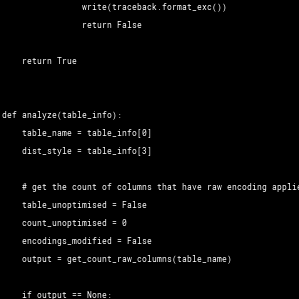 write(traceback.format_exc())
return False
return True
def analyze(table_info):
table_name = table_info[0]
dist_style = table_info[3]
# get the count of columns that have raw encoding applie
table_unoptimised = False
count_unoptimised = 0
encodings_modified = False
output = get_count_raw_columns(table_name)
if output == None: